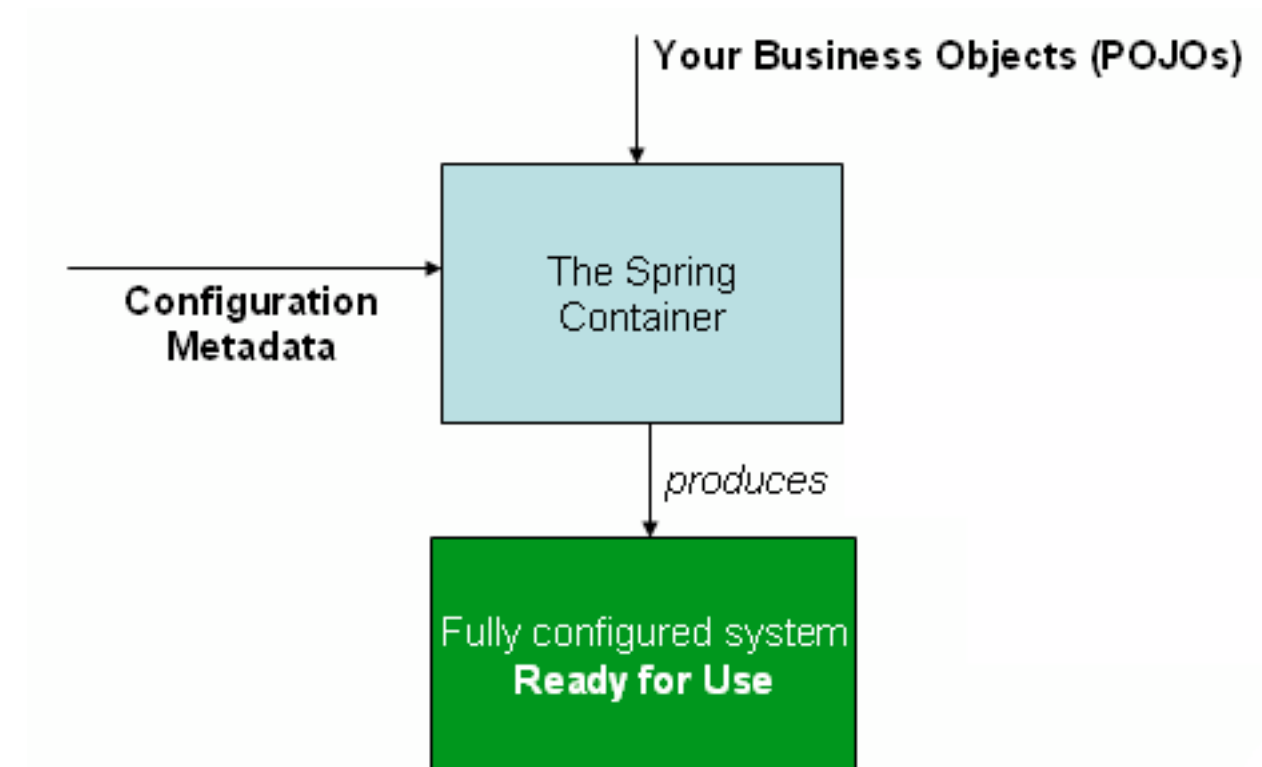 Your Business Objects (POJOs)
The Spring
Container
Configuration
Metadata
produces
Fully configured system
Ready for Use